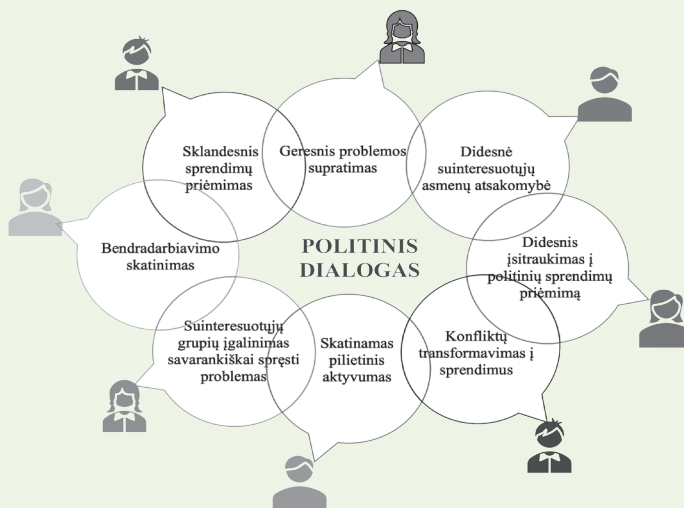 Sklandesnis
sprendimų
priėmimas
Geresnis problemos
supratimas
Didesnė
suinteresuotųjų
asmenų atsakomybė
Didesnis
įsitraukimas į
politinių sprendimų
priėmimą
Konfliktų
transformavimas į
sprendimus
Skatinamas
pilietinis
aktyvumas
Suinteresuotųjų
grupių įgalinimas
savarankiškai spręsti
problemas
Bendradarbiavimo
skatinimas
POLITINIS
DIALOGAS